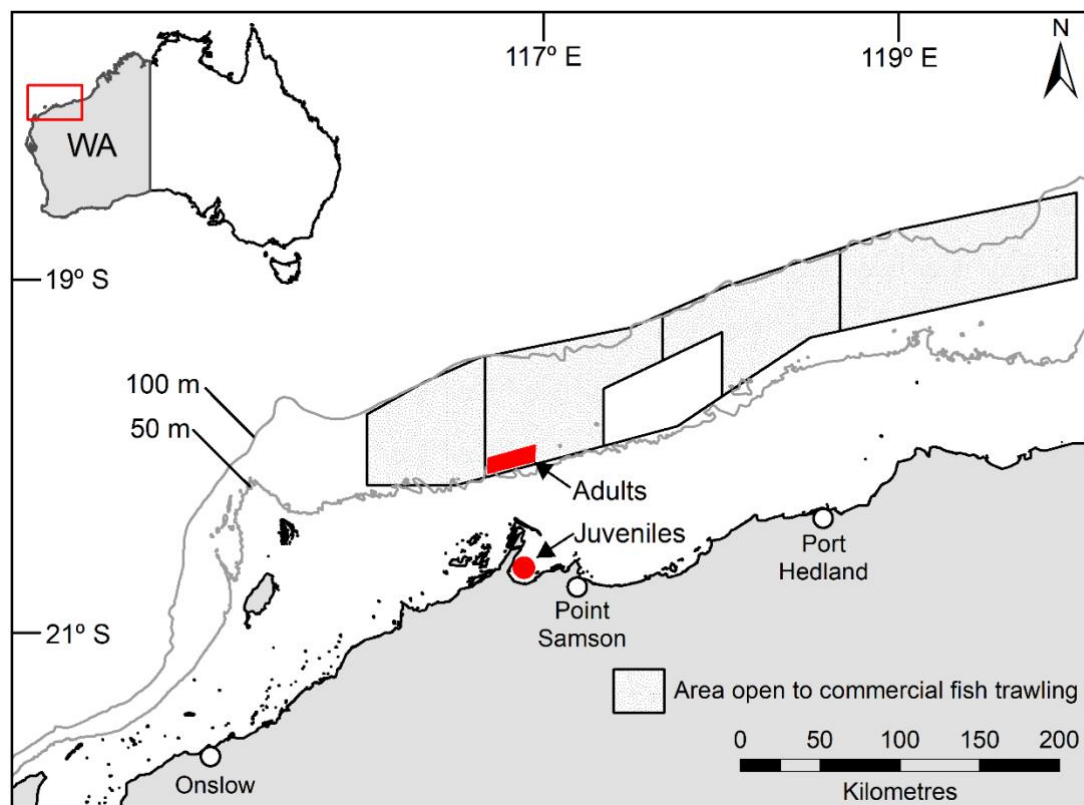 117º E
119º E
N
WA
19º S
100 m
50 m
Adults
Juveniles
Port
Hedland
Point
Samson
21º S
Area open to commercial fish trawling
0 50 100 150 200
Kilometres
Onslow